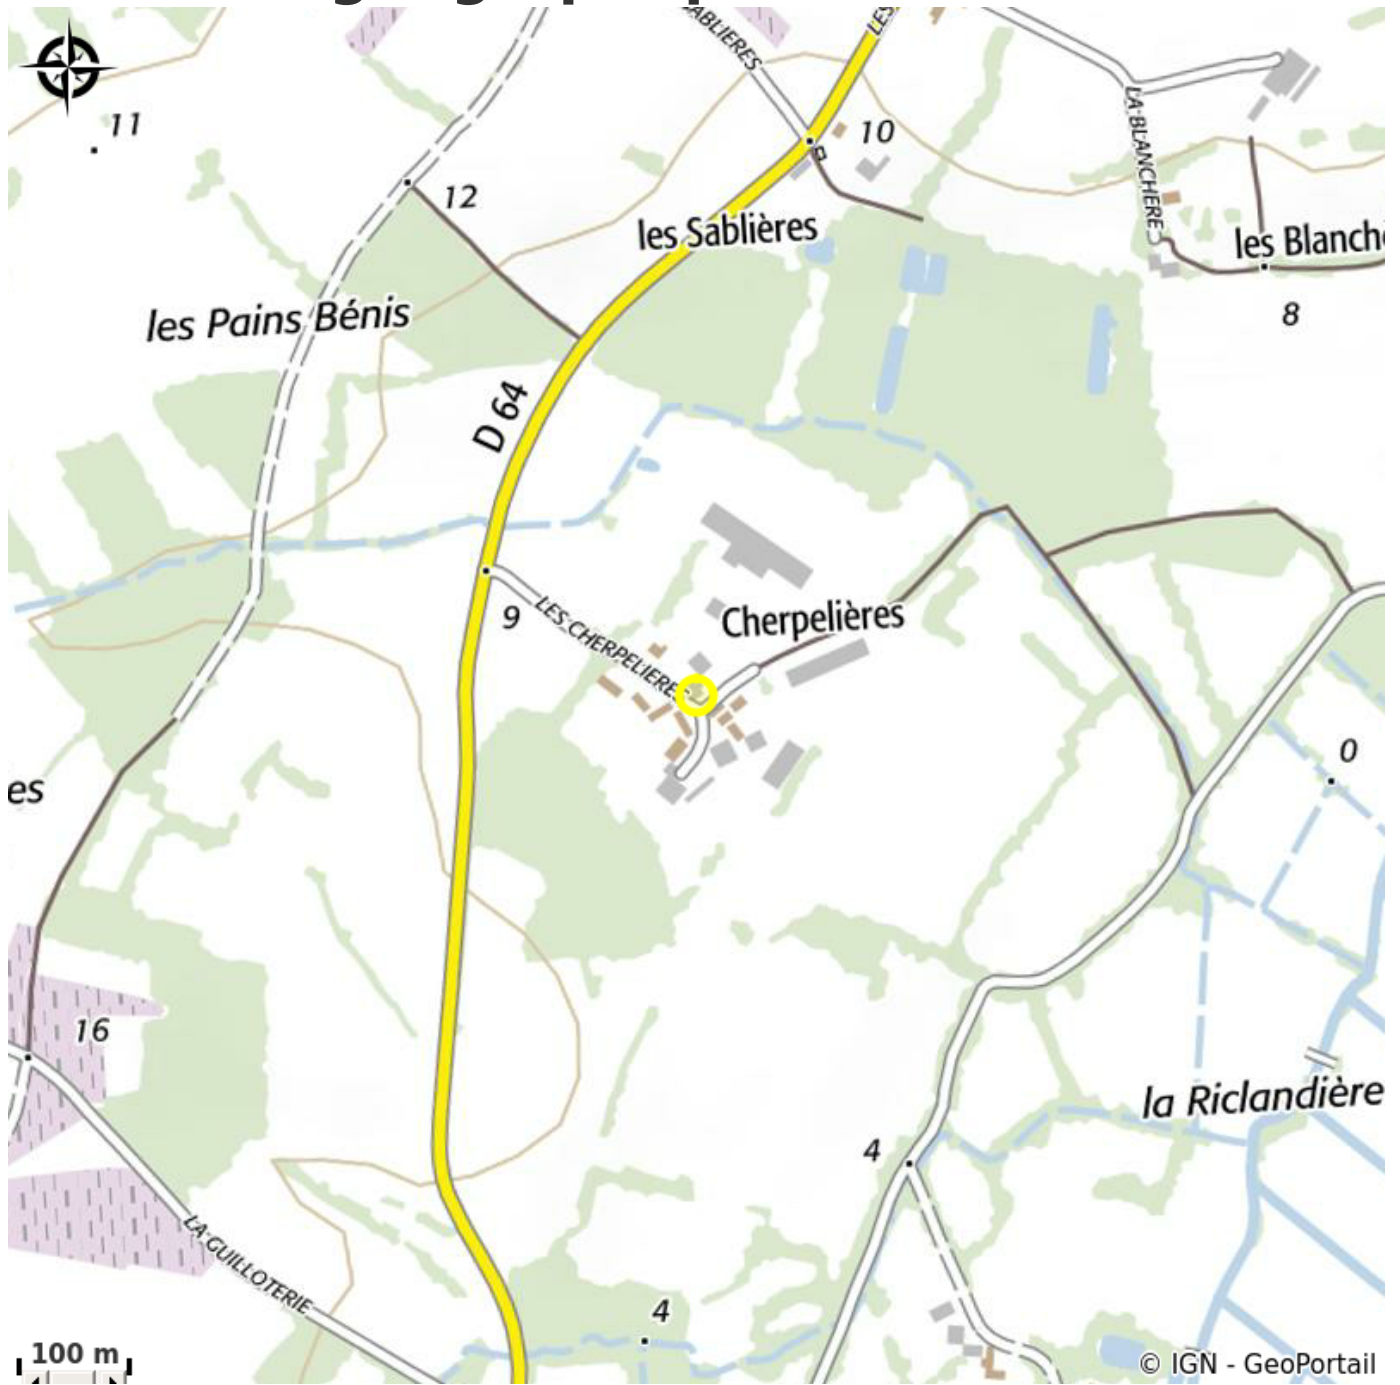 SABLIERES
LES
11
10
LA BLANCHERE
12
les Sablières
les Blanch
8
les Pains Bénis
D 64
9
LES CHERPELIERES
Cherpelières
0
es
16
la Riclandière
4
LA GUILLOTERIE
4
100 m
© IGN - GeoPortail